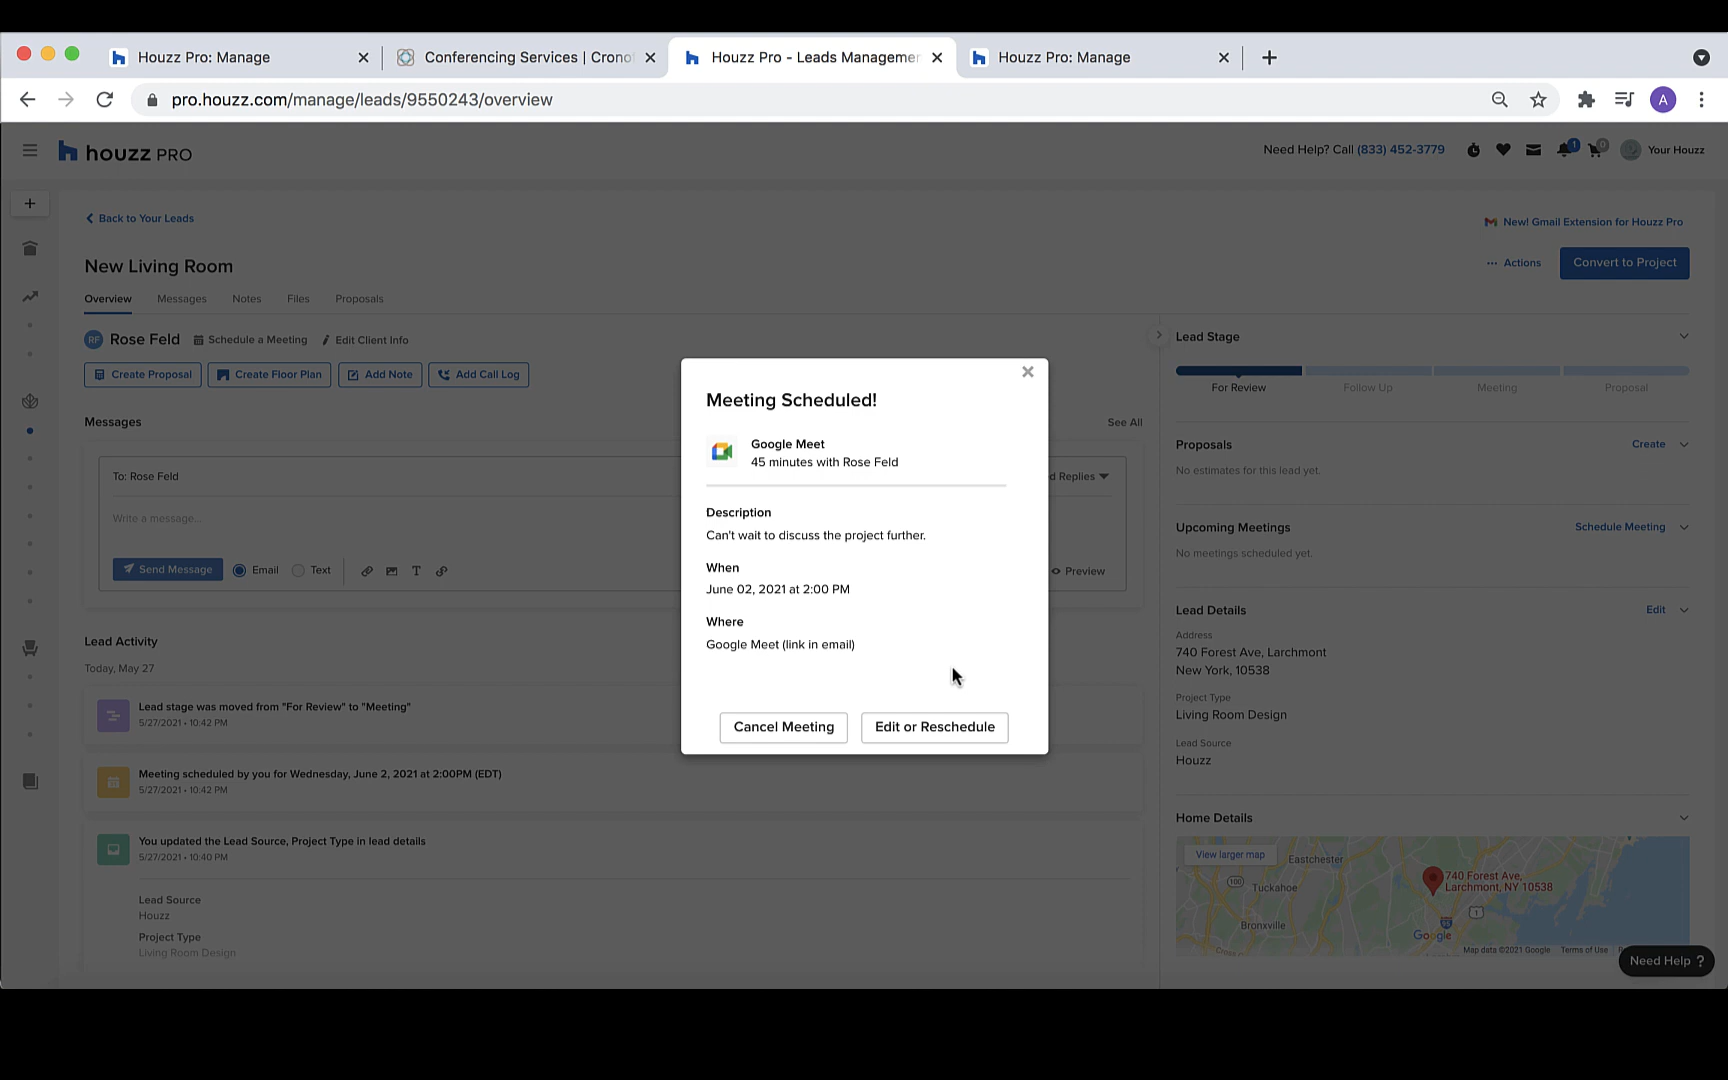 Houzz Pro: Manage
Conferencing Services | Crono
Houzz Pro - Leads Managemen
Houzz Pro: Manage
pro.houzz.com/manage/leads/9550243/overview
A
houzz PRO
Need Help? Call (833) 452-3779
1
0
Your Houzz
Back to Your Leads
New! Gmail Extension for Houzz Pro
New Living Room
Actions
Convert to Project
Overview
Messages
Notes
Files
Proposals
RF
Rose Feld
Schedule a Meeting
Edit Client Info
Create Proposal
Create Floor Plan
Add Note
Add Call Log
Messages
See All
To: Rose Feld
d Replies
Write a message...
Send Message
Email
Text
Preview
Lead Activity
Today, May 27
Lead stage was moved from "For Review" to "Meeting"
5/27/2021 • 10:42 PM
Meeting scheduled by you for Wednesday, June 2, 2021 at 2:00PM (EDT)
5/27/2021 • 10:42 PM
You updated the Lead Source, Project Type in lead details
5/27/2021 • 10:40 PM
Lead Source
Houzz
Project Type
Living Room Design
Meeting Scheduled!
Google Meet
45 minutes with Rose Feld
Description
Can't wait to discuss the project further.
When
June 02, 2021 at 2:00 PM
Where
Google Meet (link in email)
Cancel Meeting
Edit or Reschedule
Lead Stage
For Review
Follow Up
Meeting
Proposal
Proposals
Create
No estimates for this lead yet.
Upcoming Meetings
Schedule Meeting
No meetings scheduled yet.
Lead Details
Edit
Address
740 Forest Ave, Larchmont
New York, 10538
Project Type
Living Room Design
Lead Source
Houzz
Home Details
View larger map
Eastchester
100
Tuckahoe
740 Forest Ave,
Larchmont, NY 10538
1
Bronxville
95
Google
Map data ©2021 Google
Terms of Use
Need Help ?